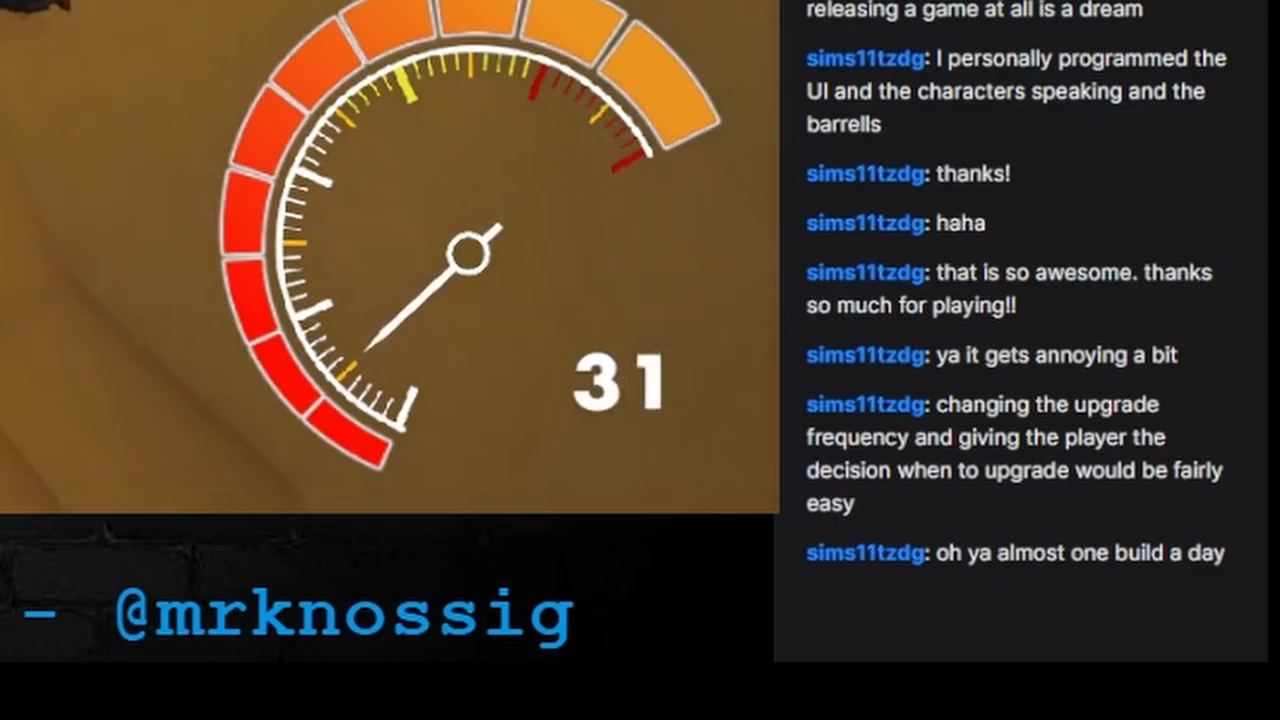 releasing a game at all is a dream
sims11tzdg: I personally programmed the
UI and the characters speaking and the
barrells
sims11tzdg: thanks!
sims11tzdg: haha
sims11tzdg: that is so awesome. thanks
so much for playing!!
sims11tzdg: ya it gets annoying a bit
sims11tzdg: changing the upgrade
frequency and giving the player the
decision when to upgrade would be fairly
easy
sims11tzdg: oh ya almost one build a day
31
- @mrknossig